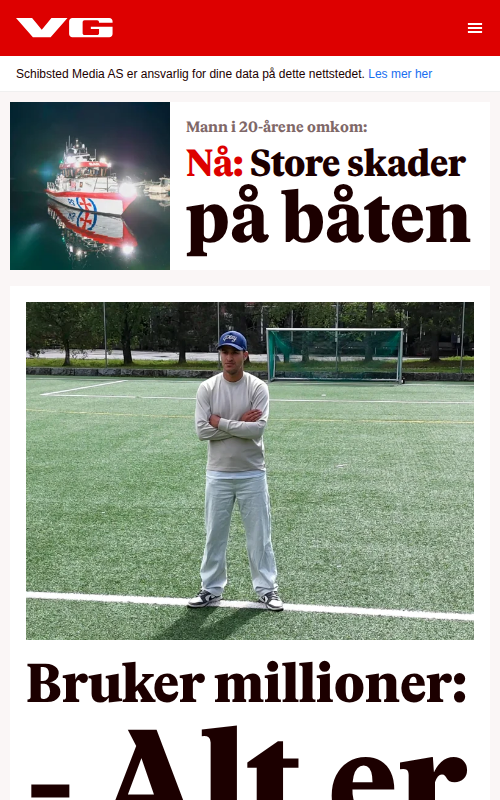 VG
Schibsted Media AS er ansvarlig for dine data på dette nettstedet. Les mer her
Mann i 20-årene omkom:
Nå: Store skader
på båten
Bruker millioner:
- Alt er